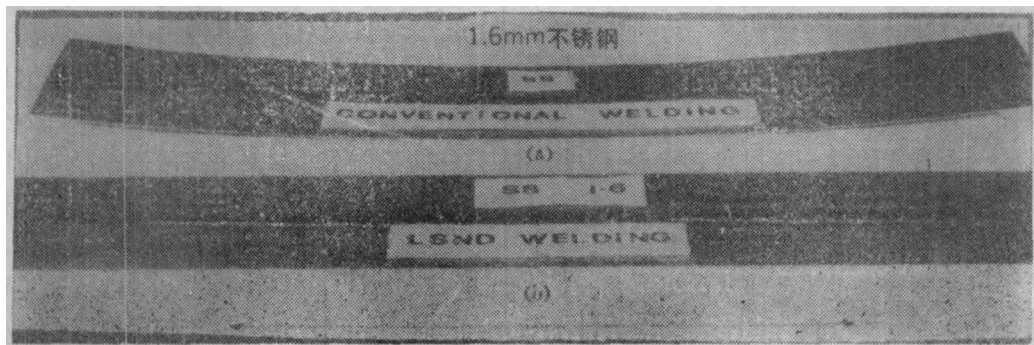 1.6mm不锈钢
SS
CONVENTIONAL WELDING
(a)
SS 1-6
LSND WELDING
(b)